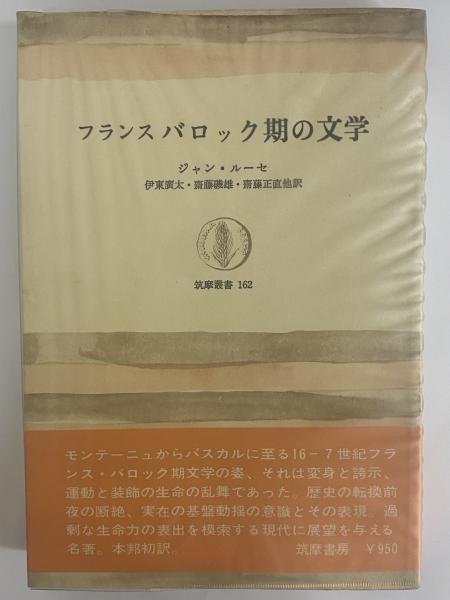 フランス バロック期の文学
ジャン・ルーセ
伊東廣太・齋藤磯雄・齋藤正直他訳
筑摩叢書 162
モンテーニュからパスカルに至る16－7世紀フラ
ンス・バロック期文学の姿、それは変身と誇示、
運動と装飾の生命の乱舞であった。歴史の転換前
夜の断絶、実在の基盤動揺の意識とその表現。過
剰な生命力の表出を模索する現代に展望を与える
名著。本邦初訳。 筑摩書房 ￥950